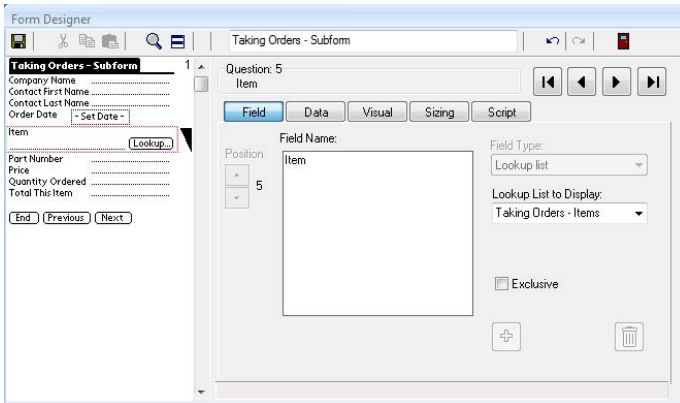 Form Designer
Taking Orders - Subform
Taking Orders - Subform 1
Company Name
Contact First Name
Contact Last Name
Order Date - Set Date -
Item
Lookup...
Part Number
Price
Quantity Ordered
Total This Item
End Previous Next
Question: 5
Item
Field Data Visual Sizing Script
Position
5
Field Name:
Item
Field Type:
Lookup list
Lookup List to Display:
Taking Orders - Items
Exclusive